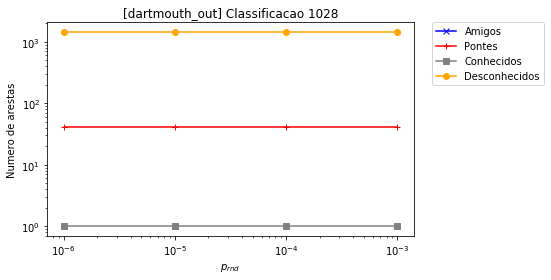 [dartmouth_out] Classificacao 1028
Numero de arestas
10³
10²
10¹
10⁰
10⁻⁶
10⁻⁵
10⁻⁴
10⁻³
p_rnd
Amigos
Pontes
Conhecidos
Desconhecidos